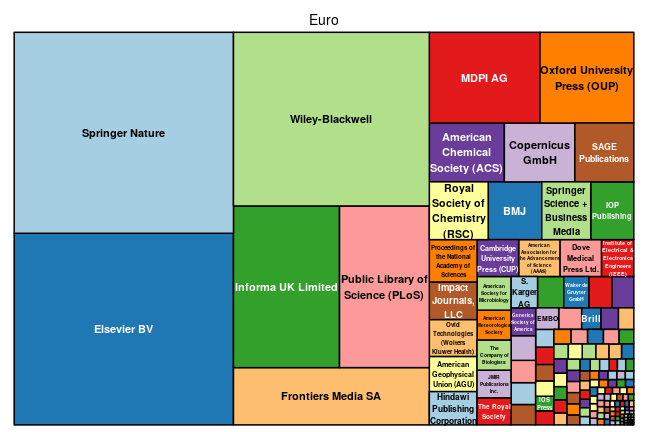 Euro
Springer Nature
Elsevier BV
Wiley-Blackwell
Informa UK Limited
Public Library of
Science (PLoS)
Frontiers Media SA
MDPI AG
Oxford University
Press (OUP)
American
Chemical
Society (ACS)
Copernicus
GmbH
SAGE
Publications
Royal
Society of
Chemistry
(RSC)
BMJ
Springer
Science +
Business
Media
IOP
Publishing
Proceedings of
the National
Academy of
Sciences
Impact
Journals,
LLC
Ovid
Technologies
(Wolters
Kluwer Health)
American
Geophysical
Union (AGU)
Hindawi
Publishing
Corporation
Cambridge
University
Press (CUP)
American
Association for
the Advancement
of Science
(AAAS)
Dove
Medical
Press Ltd.
Institute of
Electrical &
Electronics
Engineers
(IEEE)
American
Society for
Microbiology
American
Meteorological
Society
The
Company of
Biologists
JMIR
Publications
Inc.
The Royal
Society
S.
Karger
AG
Genetics
Society of
America
EMBO
Walter de
Gruyter
GmbH
Brill
IOS
Press